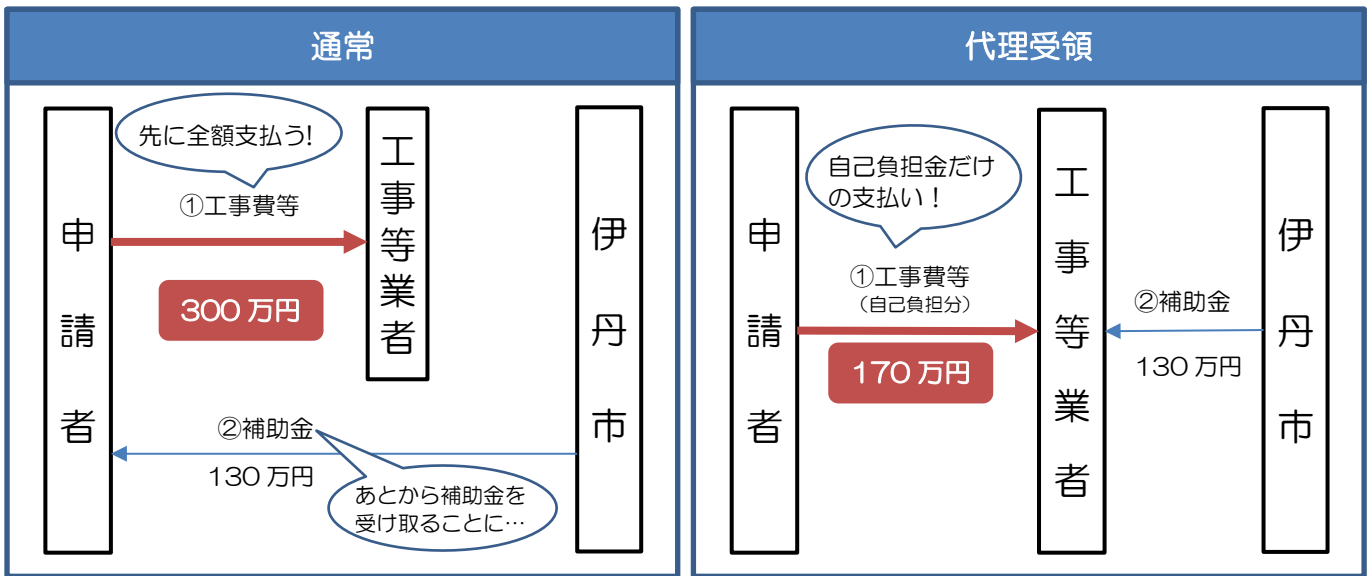 通常
先に全額支払う!
①工事費等
300万円
申請者
工事等業者
伊丹市
②補助金
130万円
あとから補助金を
受け取ることに…
代理受領
自己負担金だけ
の支払い！
①工事費等
（自己負担分）
170万円
申請者
工事等業者
伊丹市
②補助金
130万円